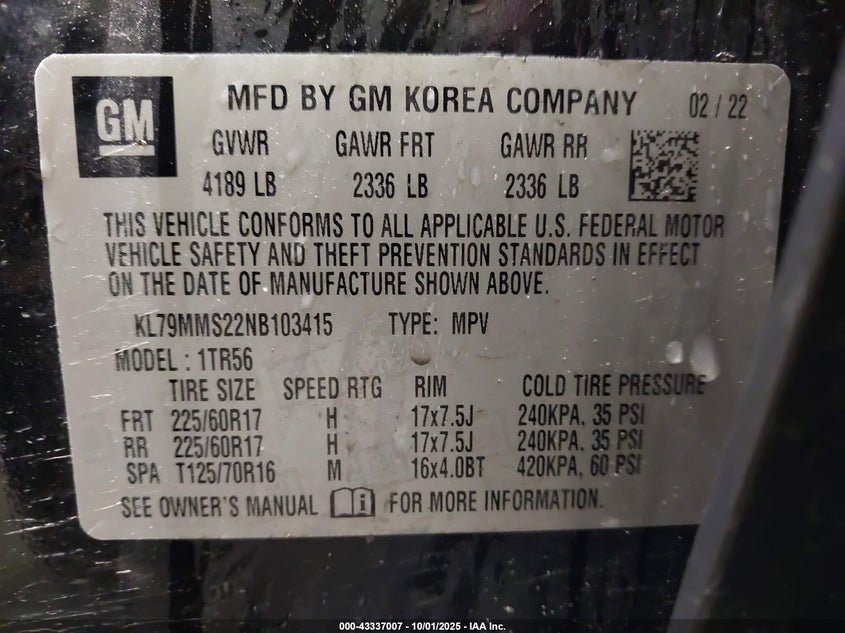 GM
MFD BY GM KOREA COMPANY 02 / 22
GVWR GAWR FRT GAWR RR
4189 LB 2336 LB 2336 LB
THIS VEHICLE CONFORMS TO ALL APPLICABLE U.S. FEDERAL MOTOR
VEHICLE SAFETY AND THEFT PREVENTION STANDARDS IN EFFECT
ON THE DATE OF MANUFACTURE SHOWN ABOVE.
KL79MMS22NB103415 TYPE: MPV
MODEL : 1TR56
TIRE SIZE SPEED RTG RIM COLD TIRE PRESSURE
FRT 225/60R17 H 17x7.5J 240KPA, 35 PSI
RR 225/60R17 H 17x7.5J 240KPA, 35 PSI
SPA T125/70R16 M 16x4.0BT 420KPA, 60 PSI
SEE OWNER'S MANUAL i FOR MORE INFORMATION.
000-43337007 - 10/01/2025 - IAA Inc.